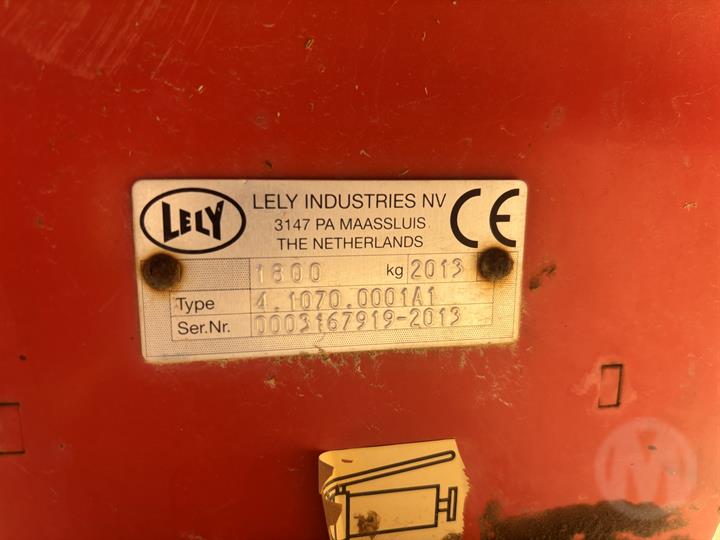 LELY
LELY INDUSTRIES NV
3147 PA MAASSLUIS
THE NETHERLANDS
CE
1800 kg 2013
Type 4.1070.0001A1
Ser.Nr. 0003167919-2013
M